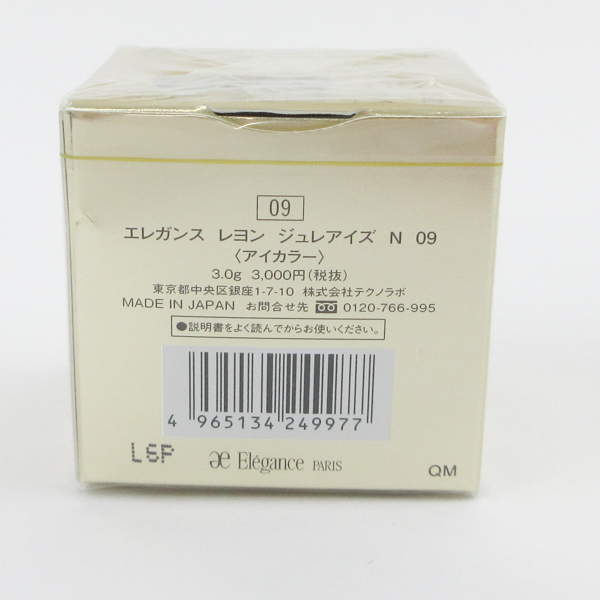 09
エレガンス レヨン ジュレアイズ N 09
〈アイカラー〉
3.0g 3,000円(税抜)
東京都中央区銀座1-7-10 株式会社テクノラボ
MADE IN JAPAN お問合せ先 0120-766-995
●説明書をよく読んでからお使いください。
4 965134 249977
L6P
æ Elégance PARIS
QM